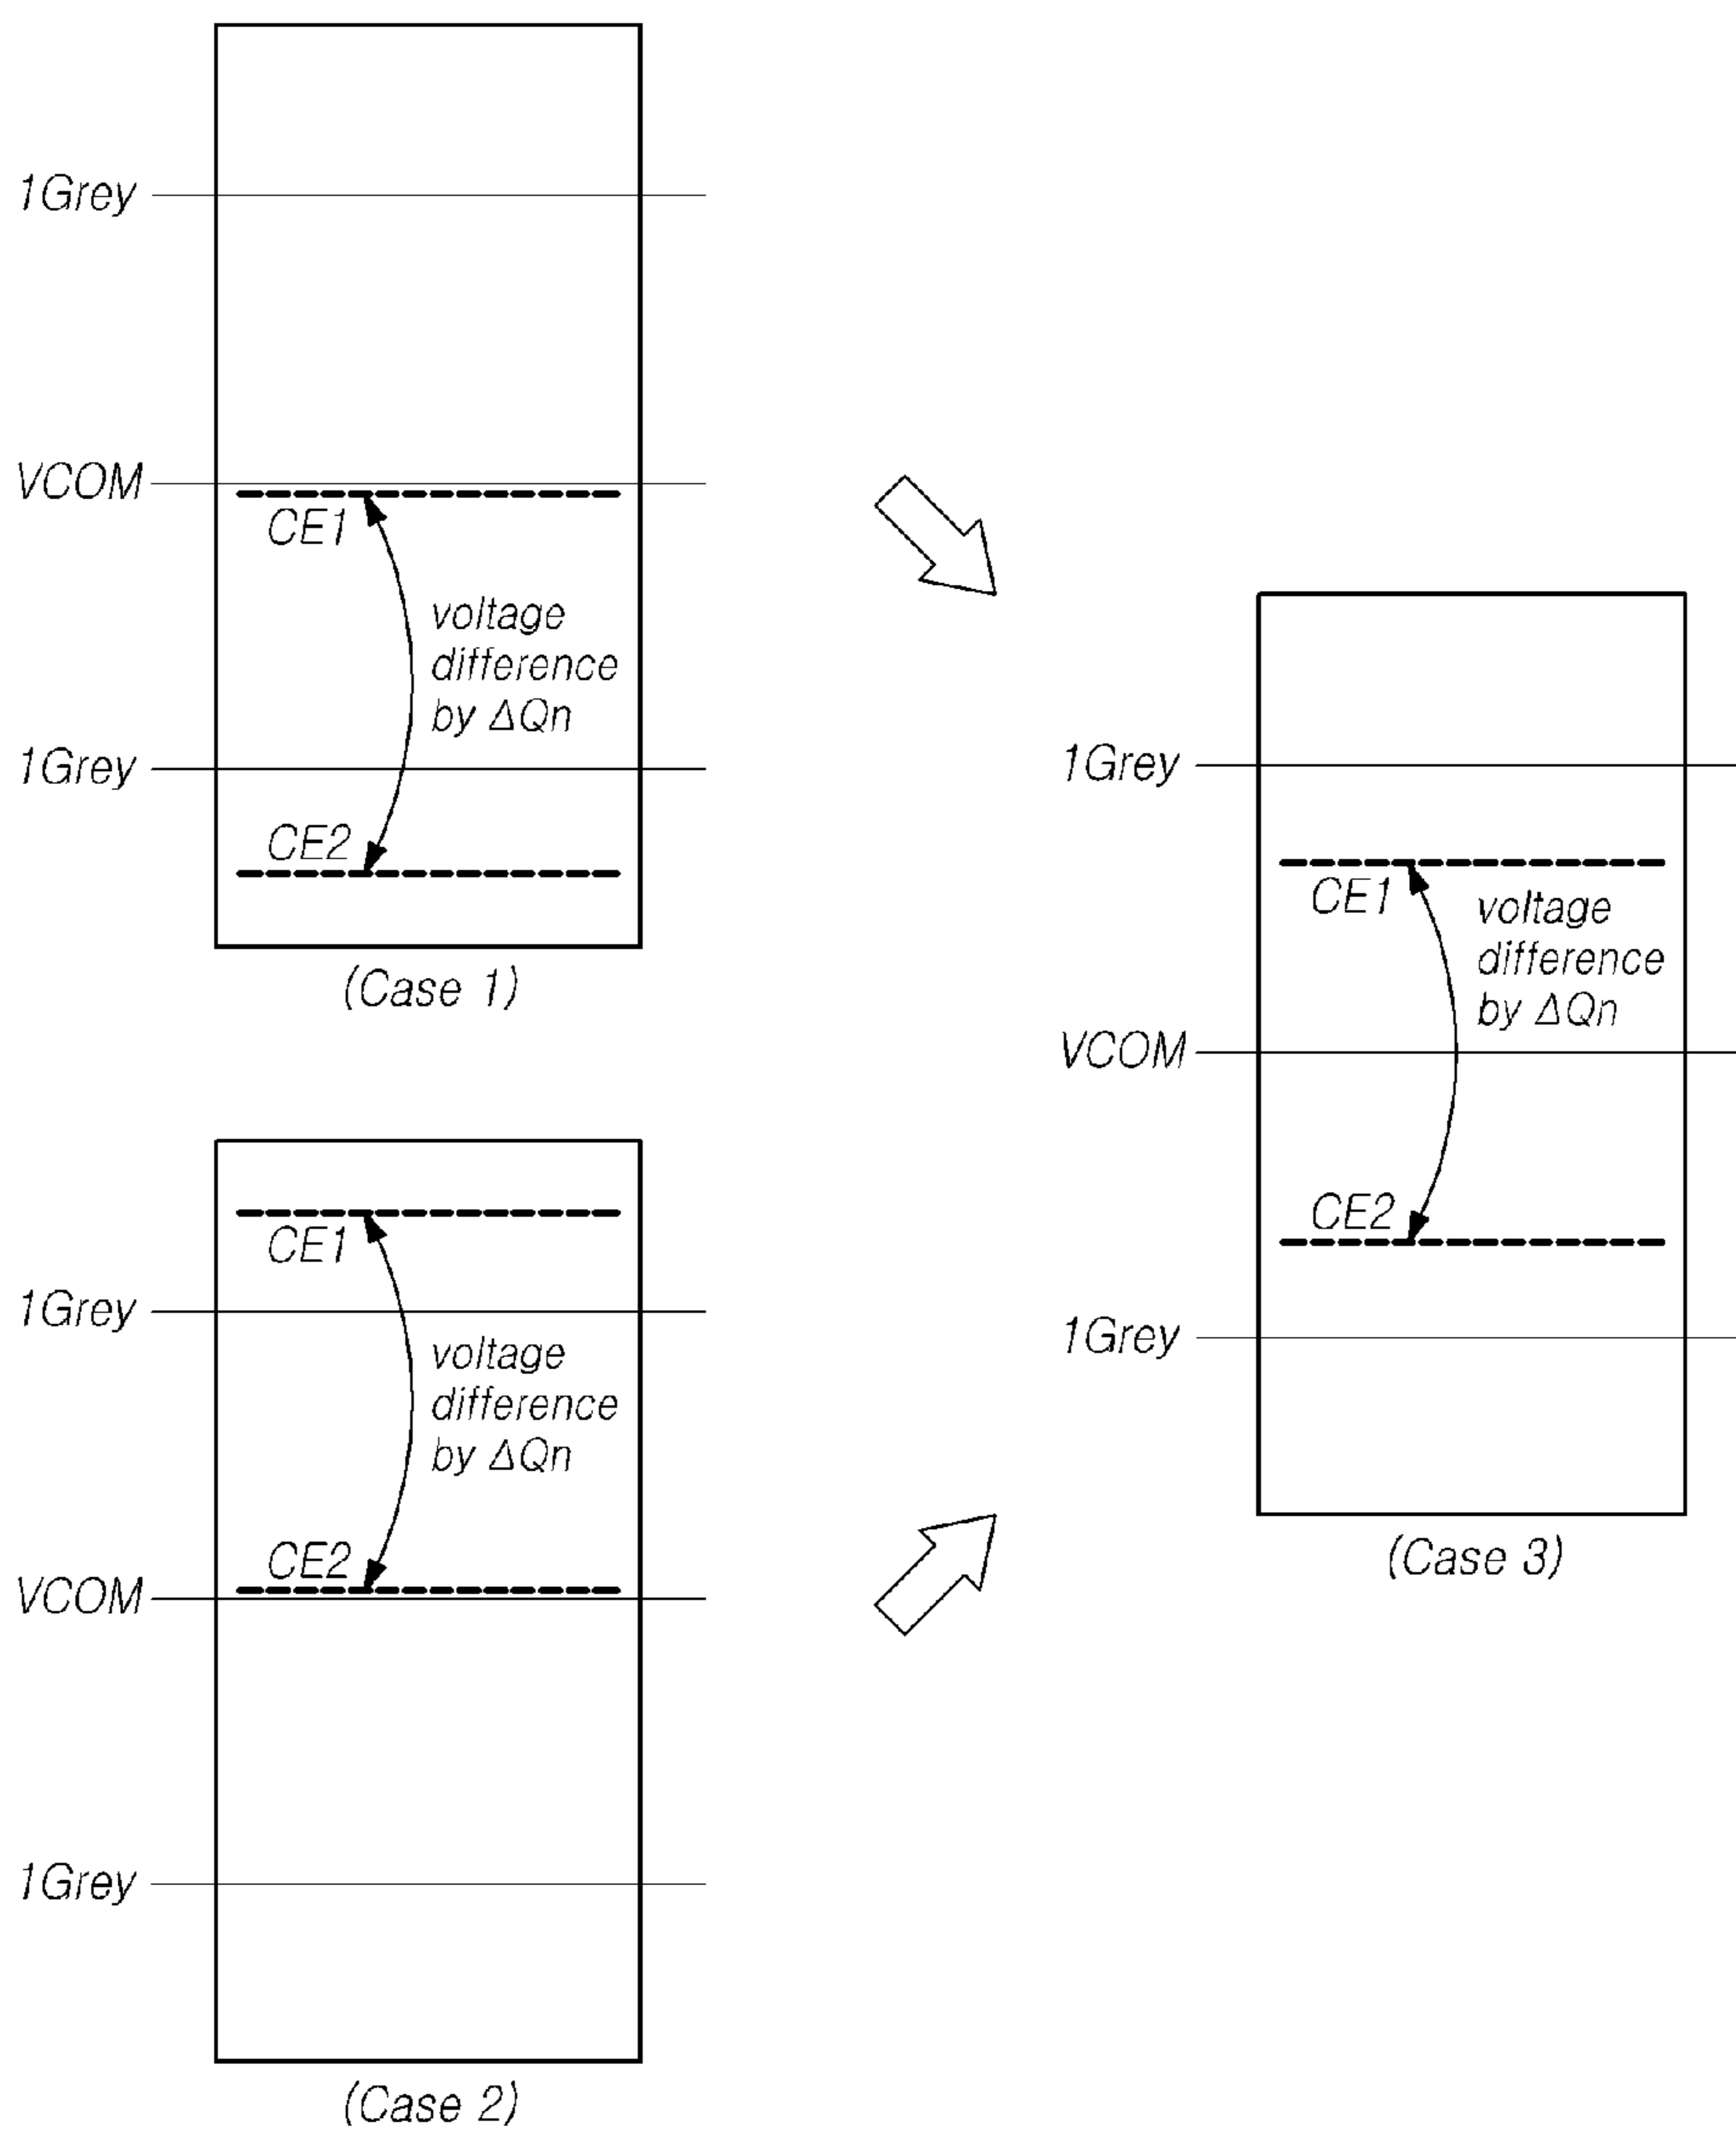 1Grey
VCOM
CE1
voltage
difference
by ΔQn
1Grey
CE2
(Case 1)
1Grey
CE1
voltage
difference
by ΔQn
VCOM
CE2
1Grey
(Case 3)
CE1
1Grey
voltage
difference
by ΔQn
CE2
VCOM
1Grey
(Case 2)